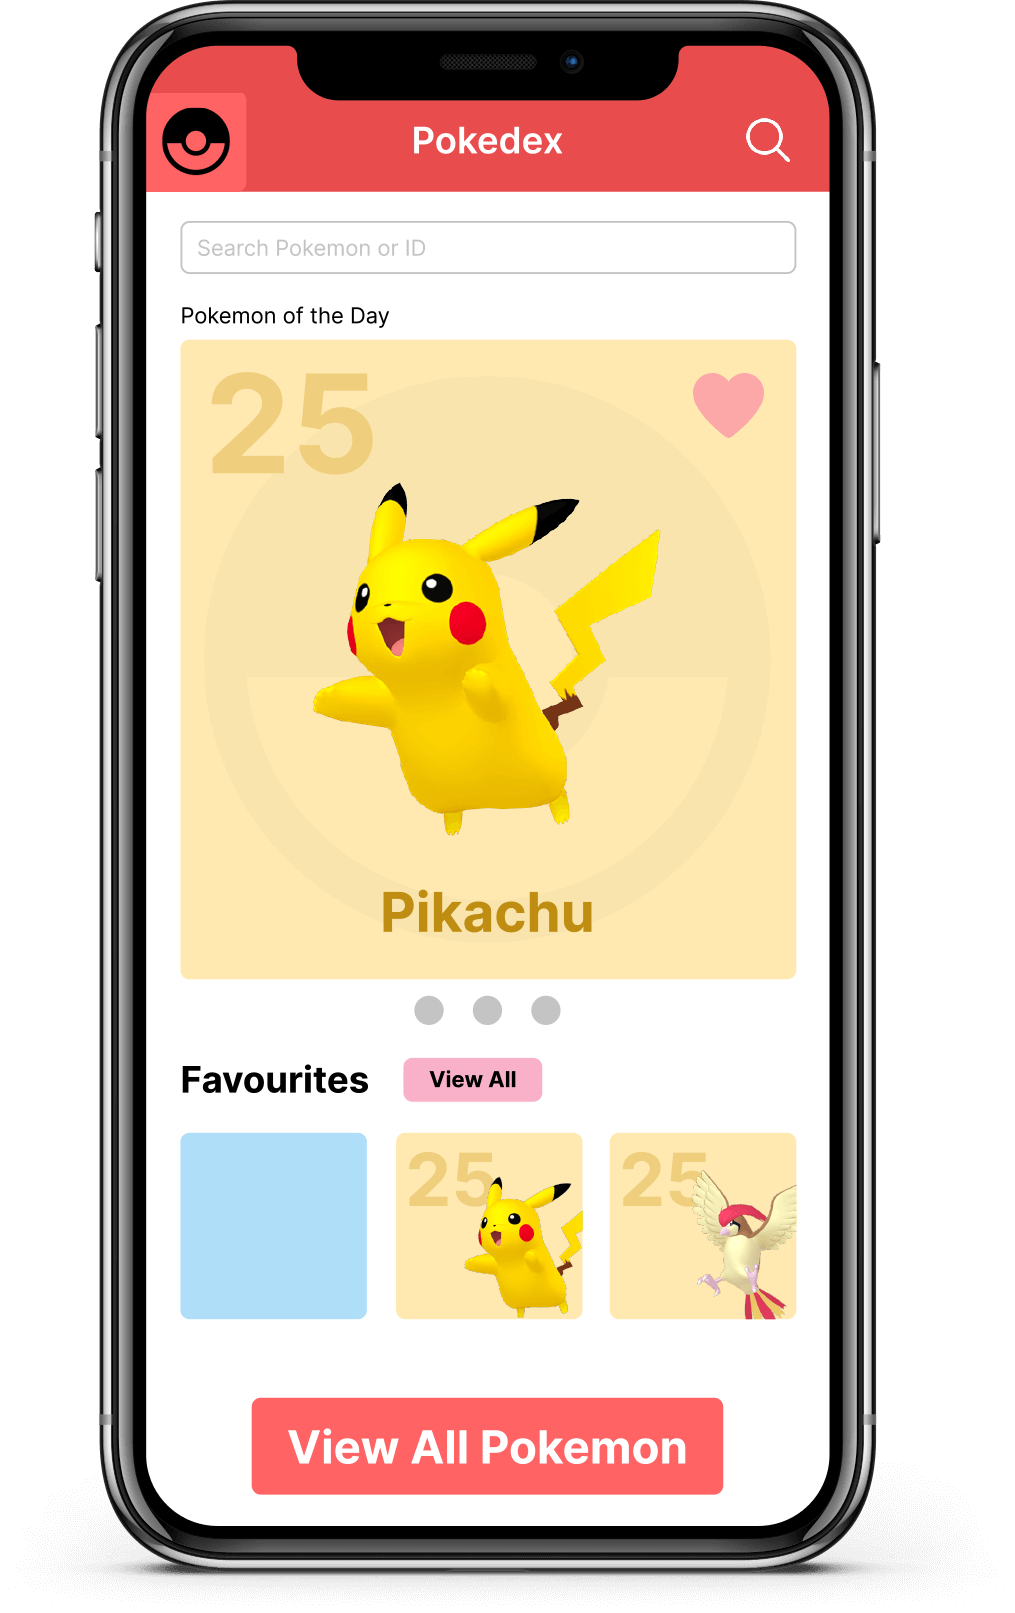 Pokedex
Search Pokemon or ID
Pokemon of the Day
25
Pikachu
Favourites
View All
25
25
View All Pokemon